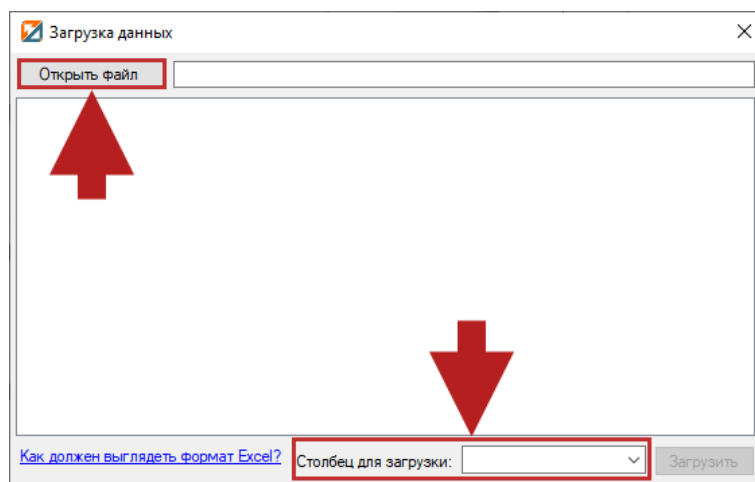 Загрузка данных
Открыть файл
Как должен выглядеть формат Excel?
Столбец для загрузки:
Загрузить